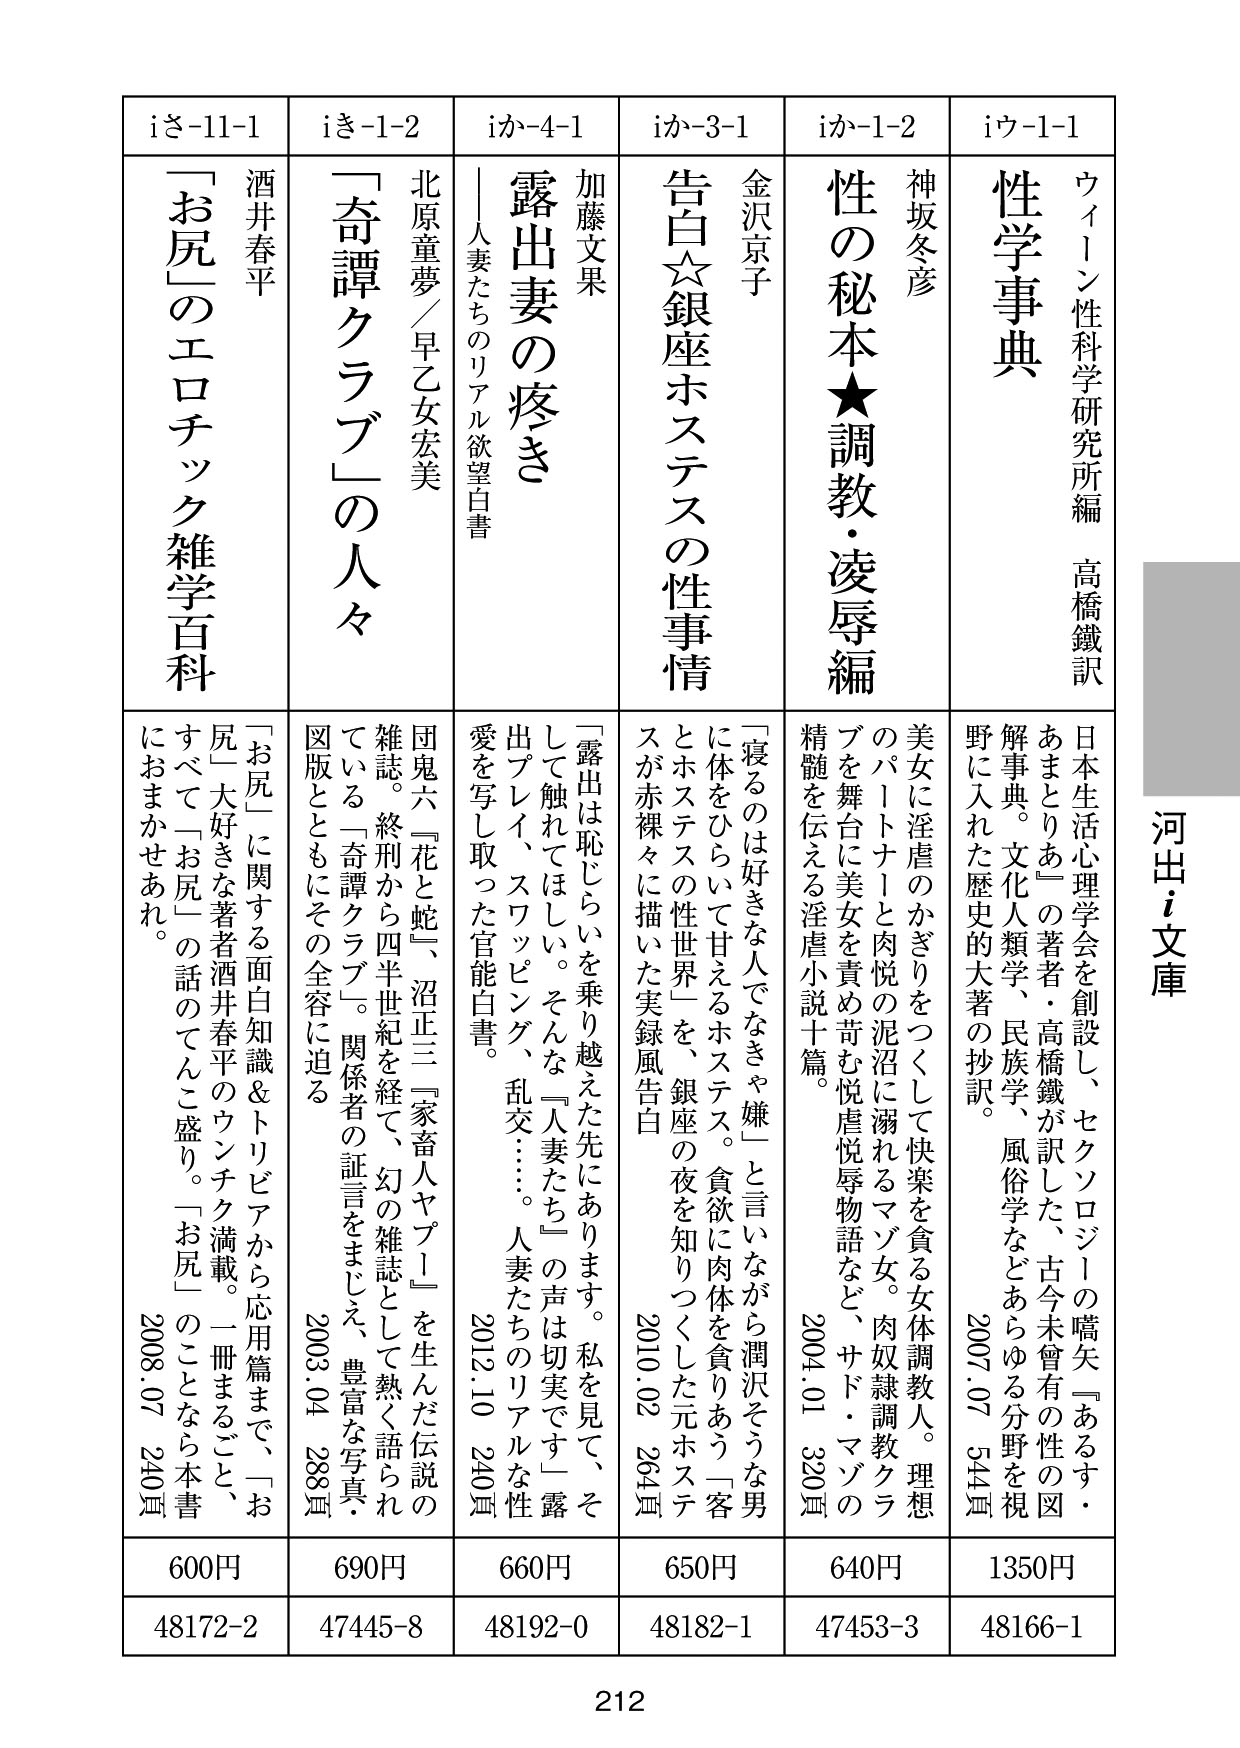 河出i文庫
iウ-1-1
ウィーン性科学研究所編　高橋鐵訳
性学事典
日本生活心理学会を創設し、セクソロジーの嚆矢『あるす・
あまとりあ』の著者・高橋鐵が訳した、古今未曾有の性の図
解事典。文化人類学、民族学、風俗学などあらゆる分野を視
野に入れた歴史的大著の抄訳。
2007.07　544頁
1350円
48166-1
iか-1-2
神坂冬彦
性の秘本★調教・凌辱編
美女に淫虐のかぎりをつくして快楽を貪る女体調教人。理想
のパートナーと肉悦の泥沼に溺れるマゾ女。肉奴隷調教クラ
ブを舞台に美女を責め苛む悦虐悦辱物語など、サド・マゾの
精髄を伝える淫虐小説十篇。
2004.01　320頁
640円
47453-3
iか-3-1
金沢京子
告白☆銀座ホステスの性事情
「寝るのは好きな人でなきゃ嫌」と言いながら潤沢そうな男
に体をひらいて甘えるホステス。貪欲に肉体を貪りあう「客
とホステスの性世界」を、銀座の夜を知りつくした元ホステ
スが赤裸々に描いた実録風告白
2010.02　264頁
650円
48182-1
iか-4-1
加藤文果
露出妻の疼き
――人妻たちのリアル欲望白書
「露出は恥じらいを乗り越えた先にあります。私を見て、そ
して触れてほしい。そんな『人妻たち』の声は切実です」露
出プレイ、スワッピング、乱交……。人妻たちのリアルな性
愛を写し取った官能白書。
2012.10　240頁
660円
48192-0
iき-1-2
北原童夢／早乙女宏美
「奇譚クラブ」の人々
団鬼六『花と蛇』、沼正三『家畜人ヤプー』を生んだ伝説の
雑誌。終刑から四半世紀を経て、幻の雑誌として熱く語られ
ている「奇譚クラブ」。関係者の証言をまじえ、豊富な写真・
図版とともにその全容に迫る
2003.04　288頁
690円
47445-8
iさ-11-1
酒井春平
「お尻」のエロチック雑学百科
「お尻」に関する面白知識＆トリビアから応用篇まで、「お
尻」大好きな著者酒井春平のウンチク満載。一冊まるごと、
すべて「お尻」の話のてんこ盛り。「お尻」のことなら本書
におまかせあれ。
2008.07　240頁
600円
48172-2
212